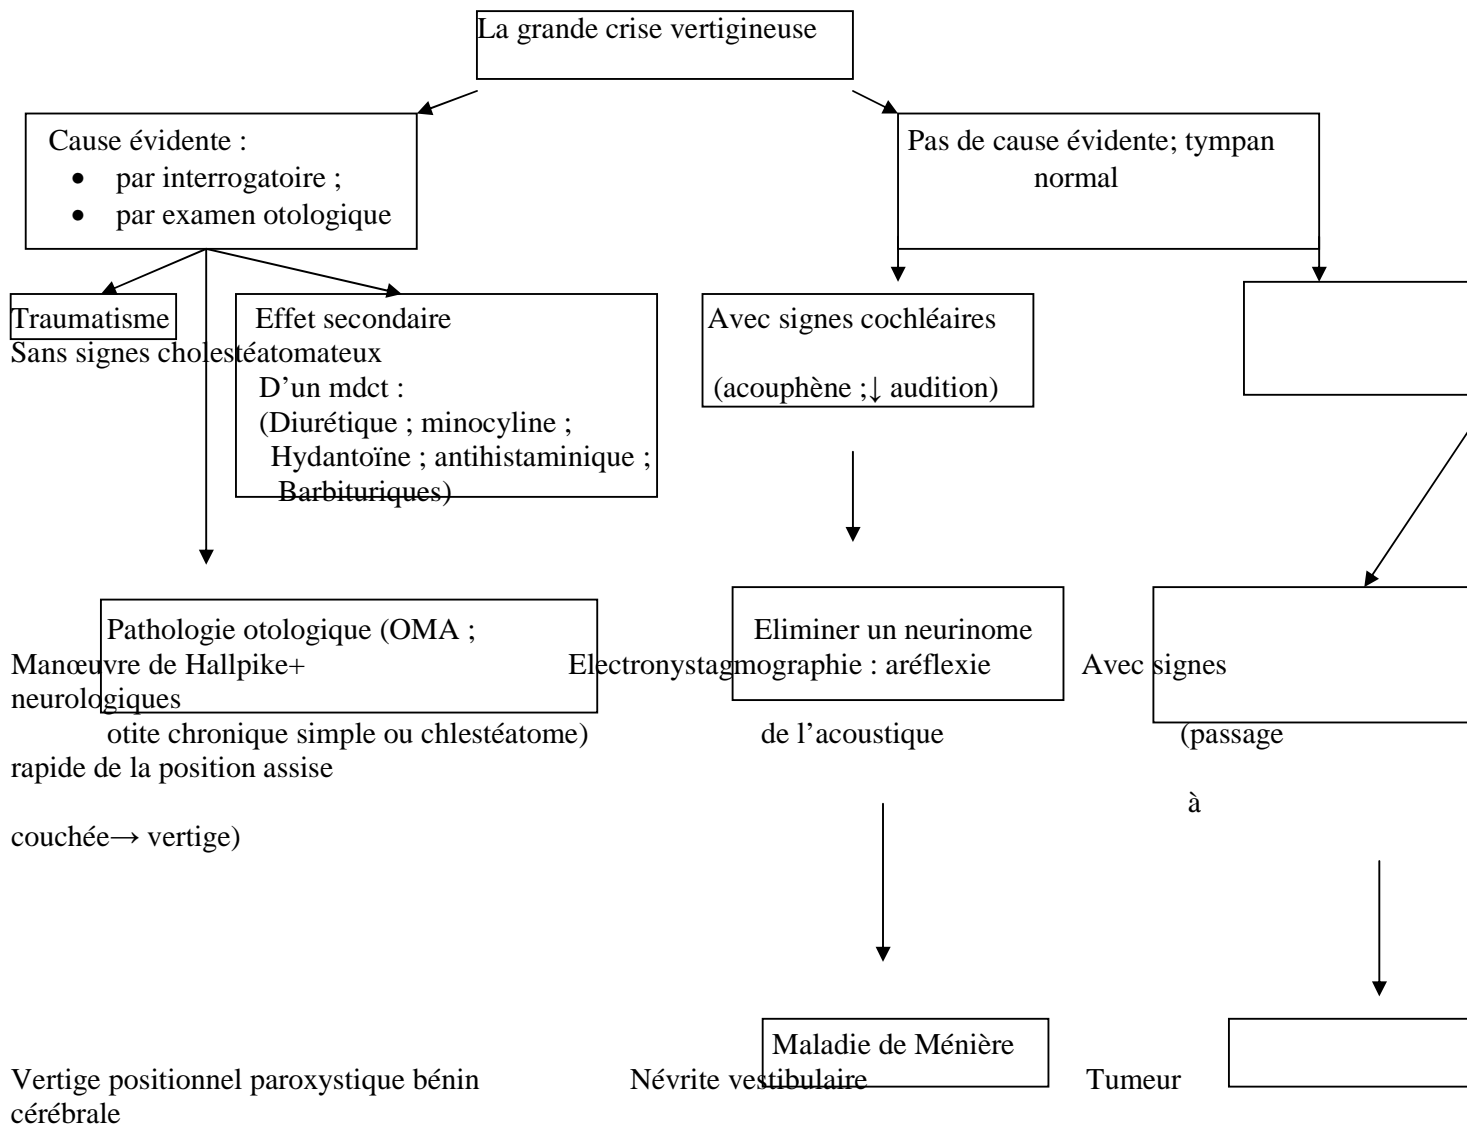 La grande crise vertigineuse
Cause évidente :
• par interrogatoire ;
• par examen otologique
Pas de cause évidente; tympan
normal
Traumatisme
Effet secondaire
Avec signes cochléaires
Sans signes cholestéatomateux
D’un mdct :
(acouphène ;↓ audition)
(Diurétique ; minocyline ;
Hydantoïne ; antihistaminique ;
Barbituriques)
Pathologie otologique (OMA ;
Eliminer un neurinome
Manœuvre de Hallpike+
Electronystagmographie : aréflexie
Avec signes
neurologiques
otite chronique simple ou chlestéatome)
de l’acoustique
(passage
rapide de la position assise
à
couchée→ vertige)
Maladie de Ménière
Vertige positionnel paroxystique bénin
Névrite vestibulaire
Tumeur
cérébrale